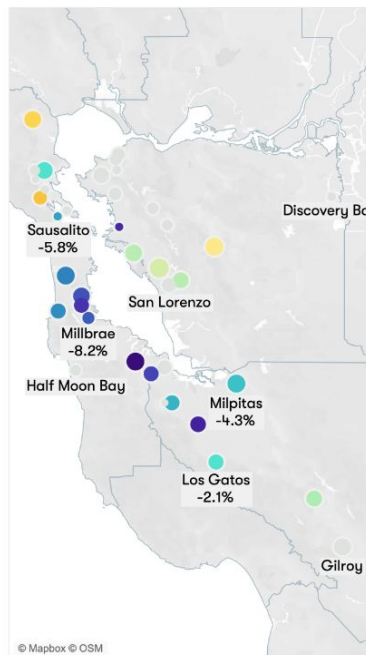 Discovery Ba
Sausalito
-5.8%
San Lorenzo
Millbrae
-8.2%
Half Moon Bay
Milpitas
-4.3%
Los Gatos
-2.1%
Gilroy
© Mapbox © OSM